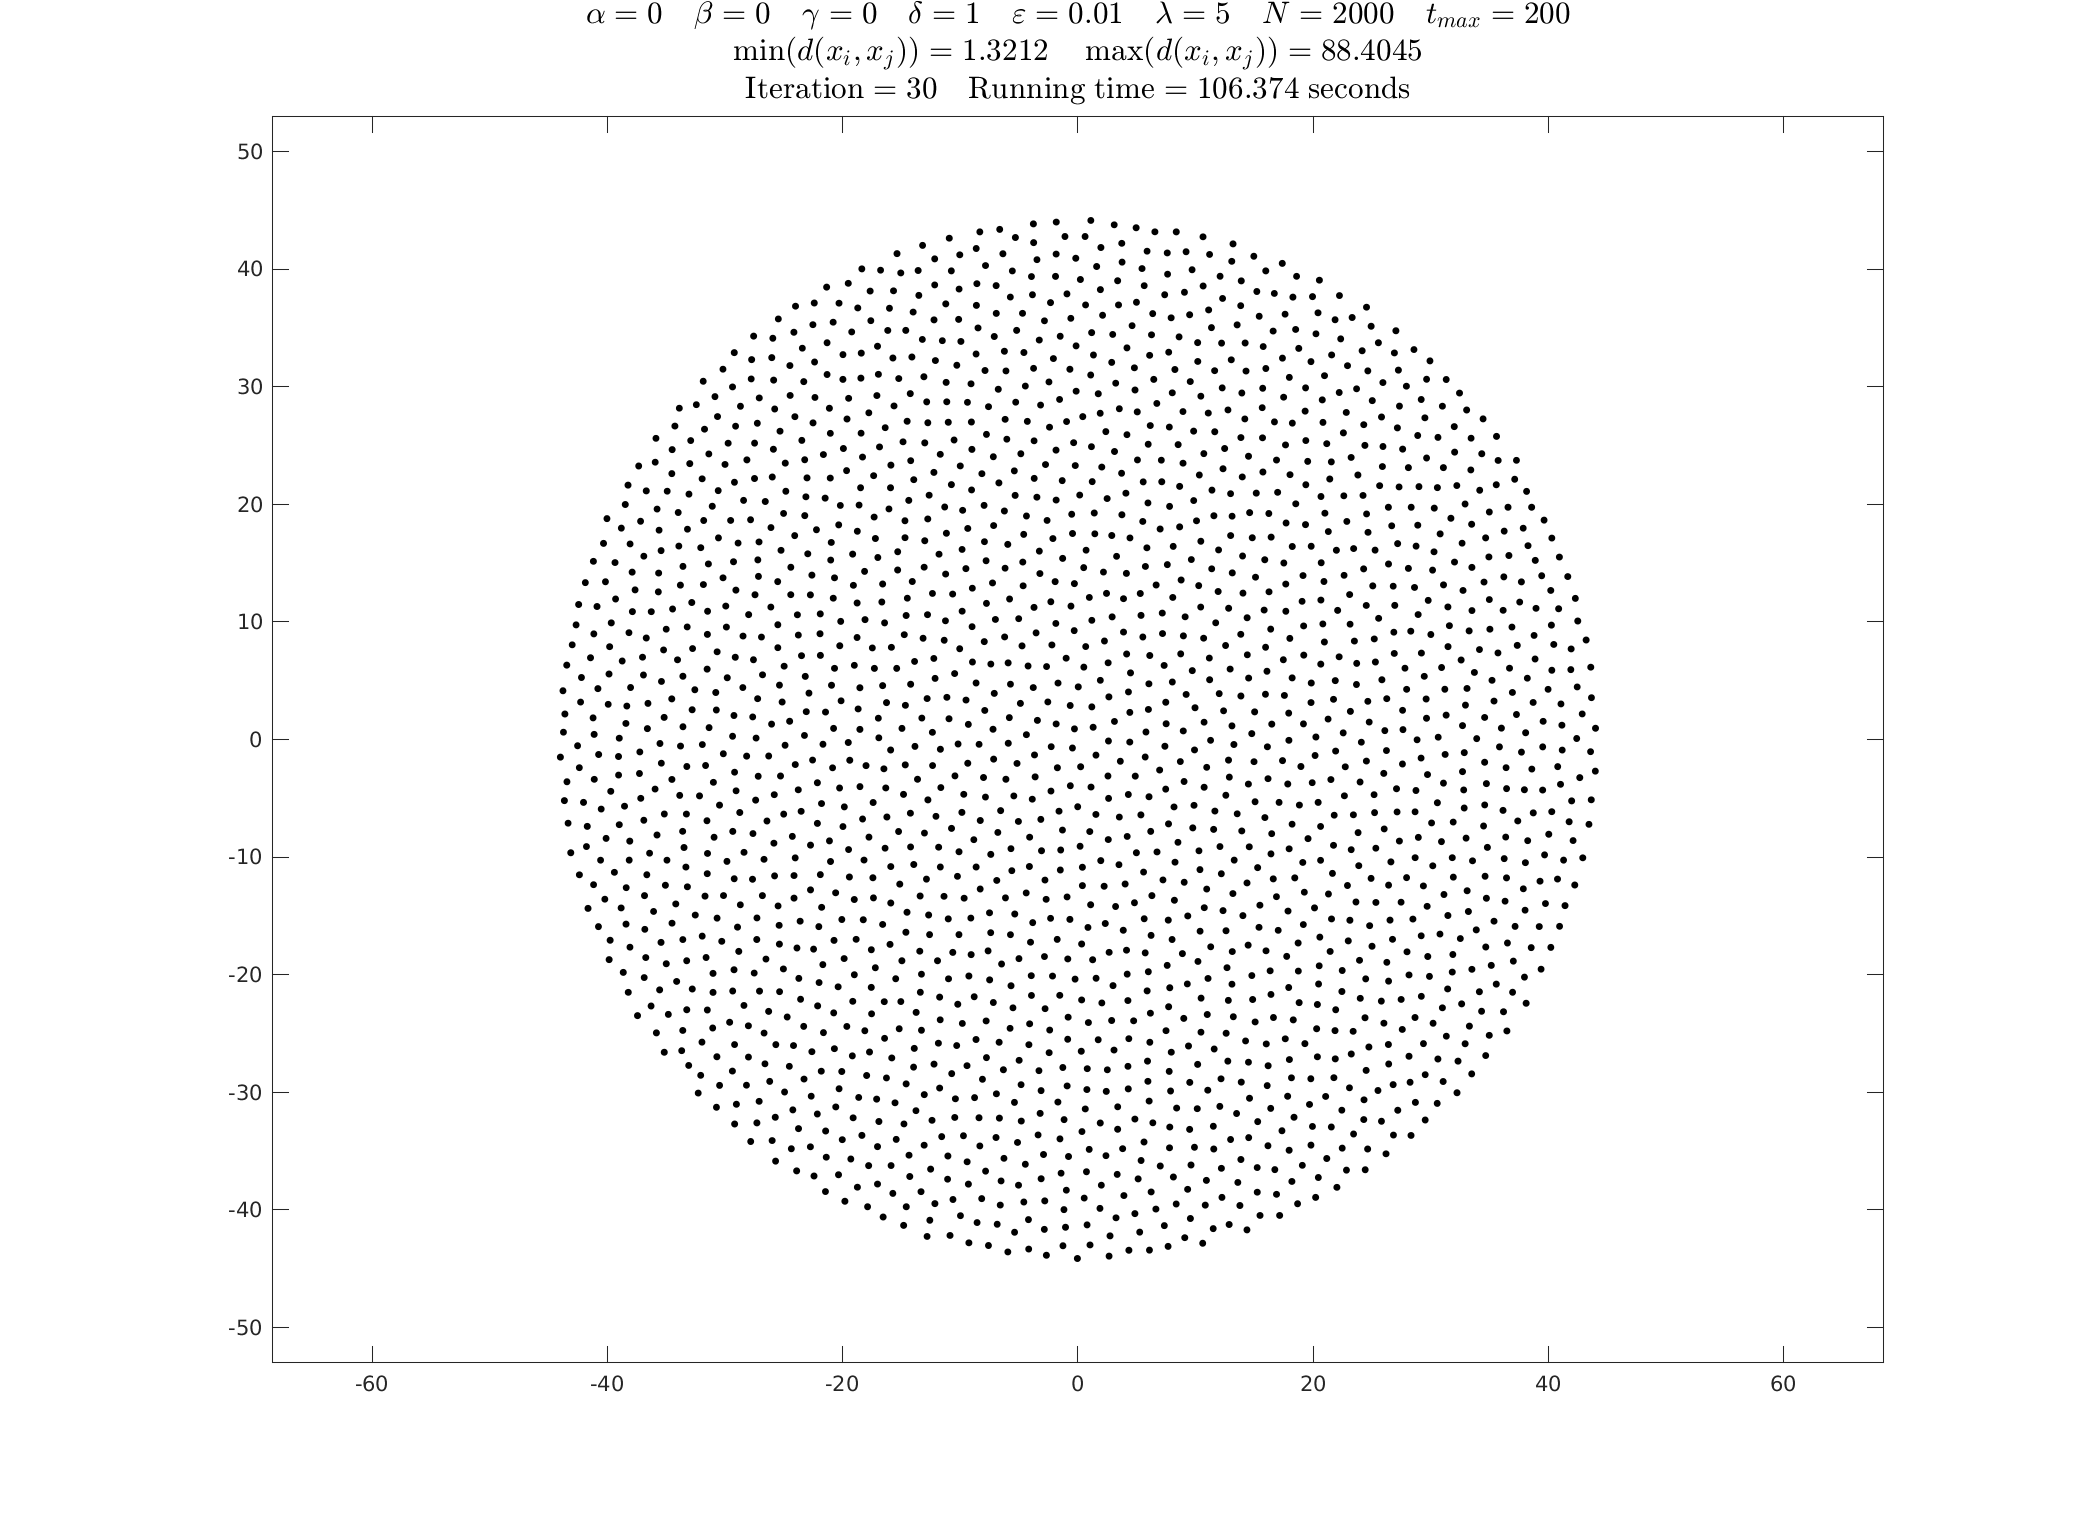 α = 0 β = 0 γ = 0 δ = 1 ε = 0.01 λ = 5 N = 2000 t_max = 200
min(d(x_i, x_j)) = 1.3212 max(d(x_i, x_j)) = 88.4045
Iteration = 30 Running time = 106.374 seconds
50
40
30
20
10
0
-10
-20
-30
-40
-50
-60 -40 -20 0 20 40 60